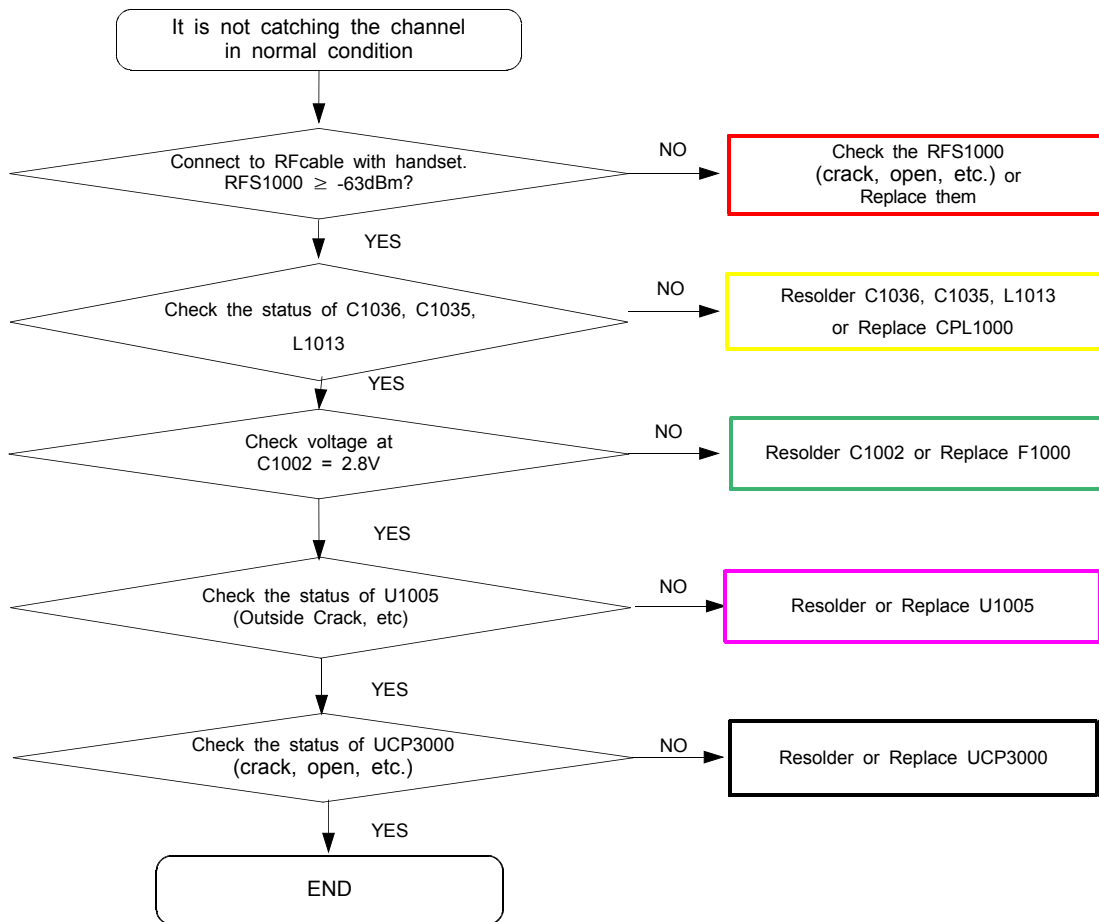 It is not catching the channel
in normal condition
Connect to RFcable with handset.
RFS1000 ≥ -63dBm?
NO
Check the RFS1000
(crack, open, etc.) or
Replace them
YES
Check the status of C1036, C1035,
L1013
NO
Resolder C1036, C1035, L1013
or Replace CPL1000
YES
Check voltage at
C1002 = 2.8V
NO
Resolder C1002 or Replace F1000
YES
Check the status of U1005
(Outside Crack, etc)
NO
Resolder or Replace U1005
YES
Check the status of UCP3000
(crack, open, etc.)
NO
Resolder or Replace UCP3000
YES
END